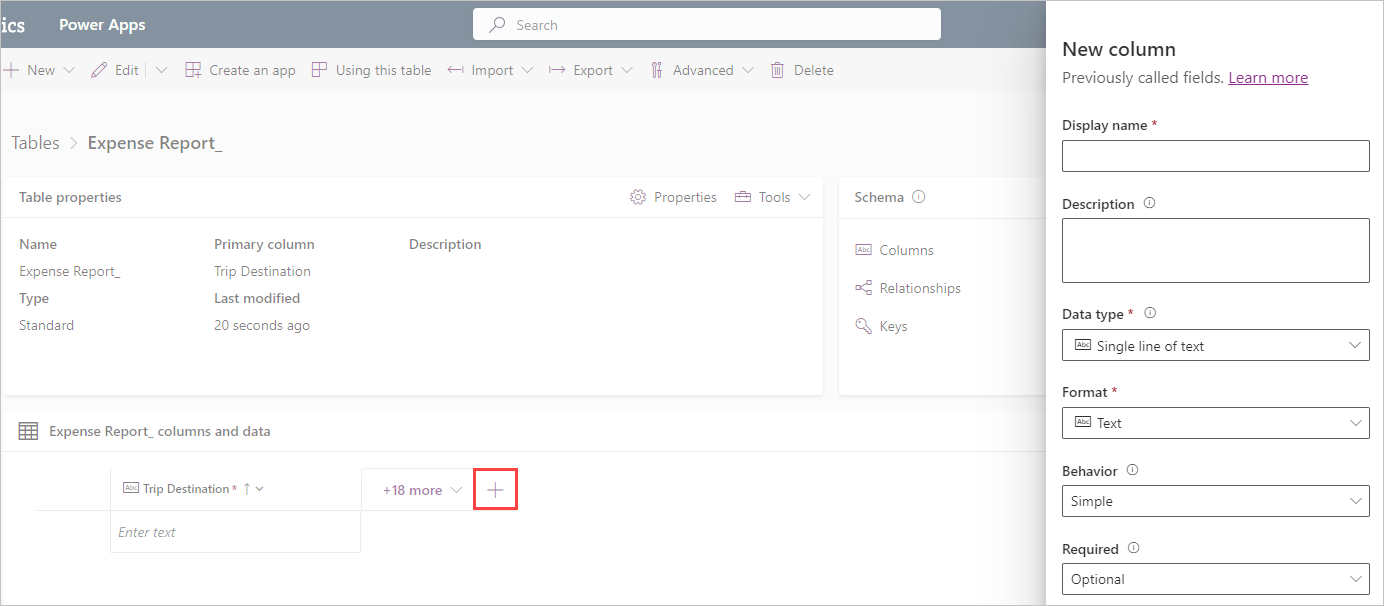 ics Power Apps Search
New Edit Create an app Using this table Import Export Advanced Delete
Tables > Expense Report_
Table properties Properties Tools
Name Primary column Description
Expense Report_ Trip Destination
Type Last modified
Standard 20 seconds ago
Schema
Columns
Relationships
Keys
Expense Report_ columns and data
Abc Trip Destination * ↑ +18 more +
Enter text
New column
Previously called fields. Learn more
Display name *
Description
Data type *
Abc Single line of text
Format *
Abc Text
Behavior
Simple
Required
Optional